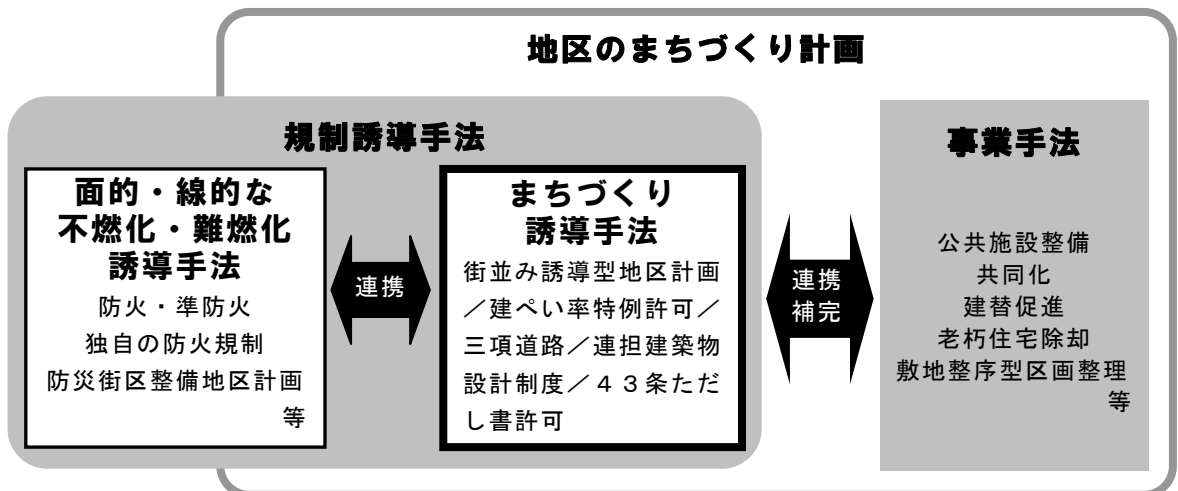 地区のまちづくり計画
規制誘導手法
面的・線的な
不燃化・難燃化
誘導手法
防火・準防火
独自の防火規制
防災街区整備地区計画
等
連携
まちづくり
誘導手法
街並み誘導型地区計画
／建ぺい率特例許可／
三項道路／連担建築物
設計制度／４３条ただ
し書許可
連携
補完
事業手法
公共施設整備
共同化
建替促進
老朽住宅除却
敷地整序型区画整理
等